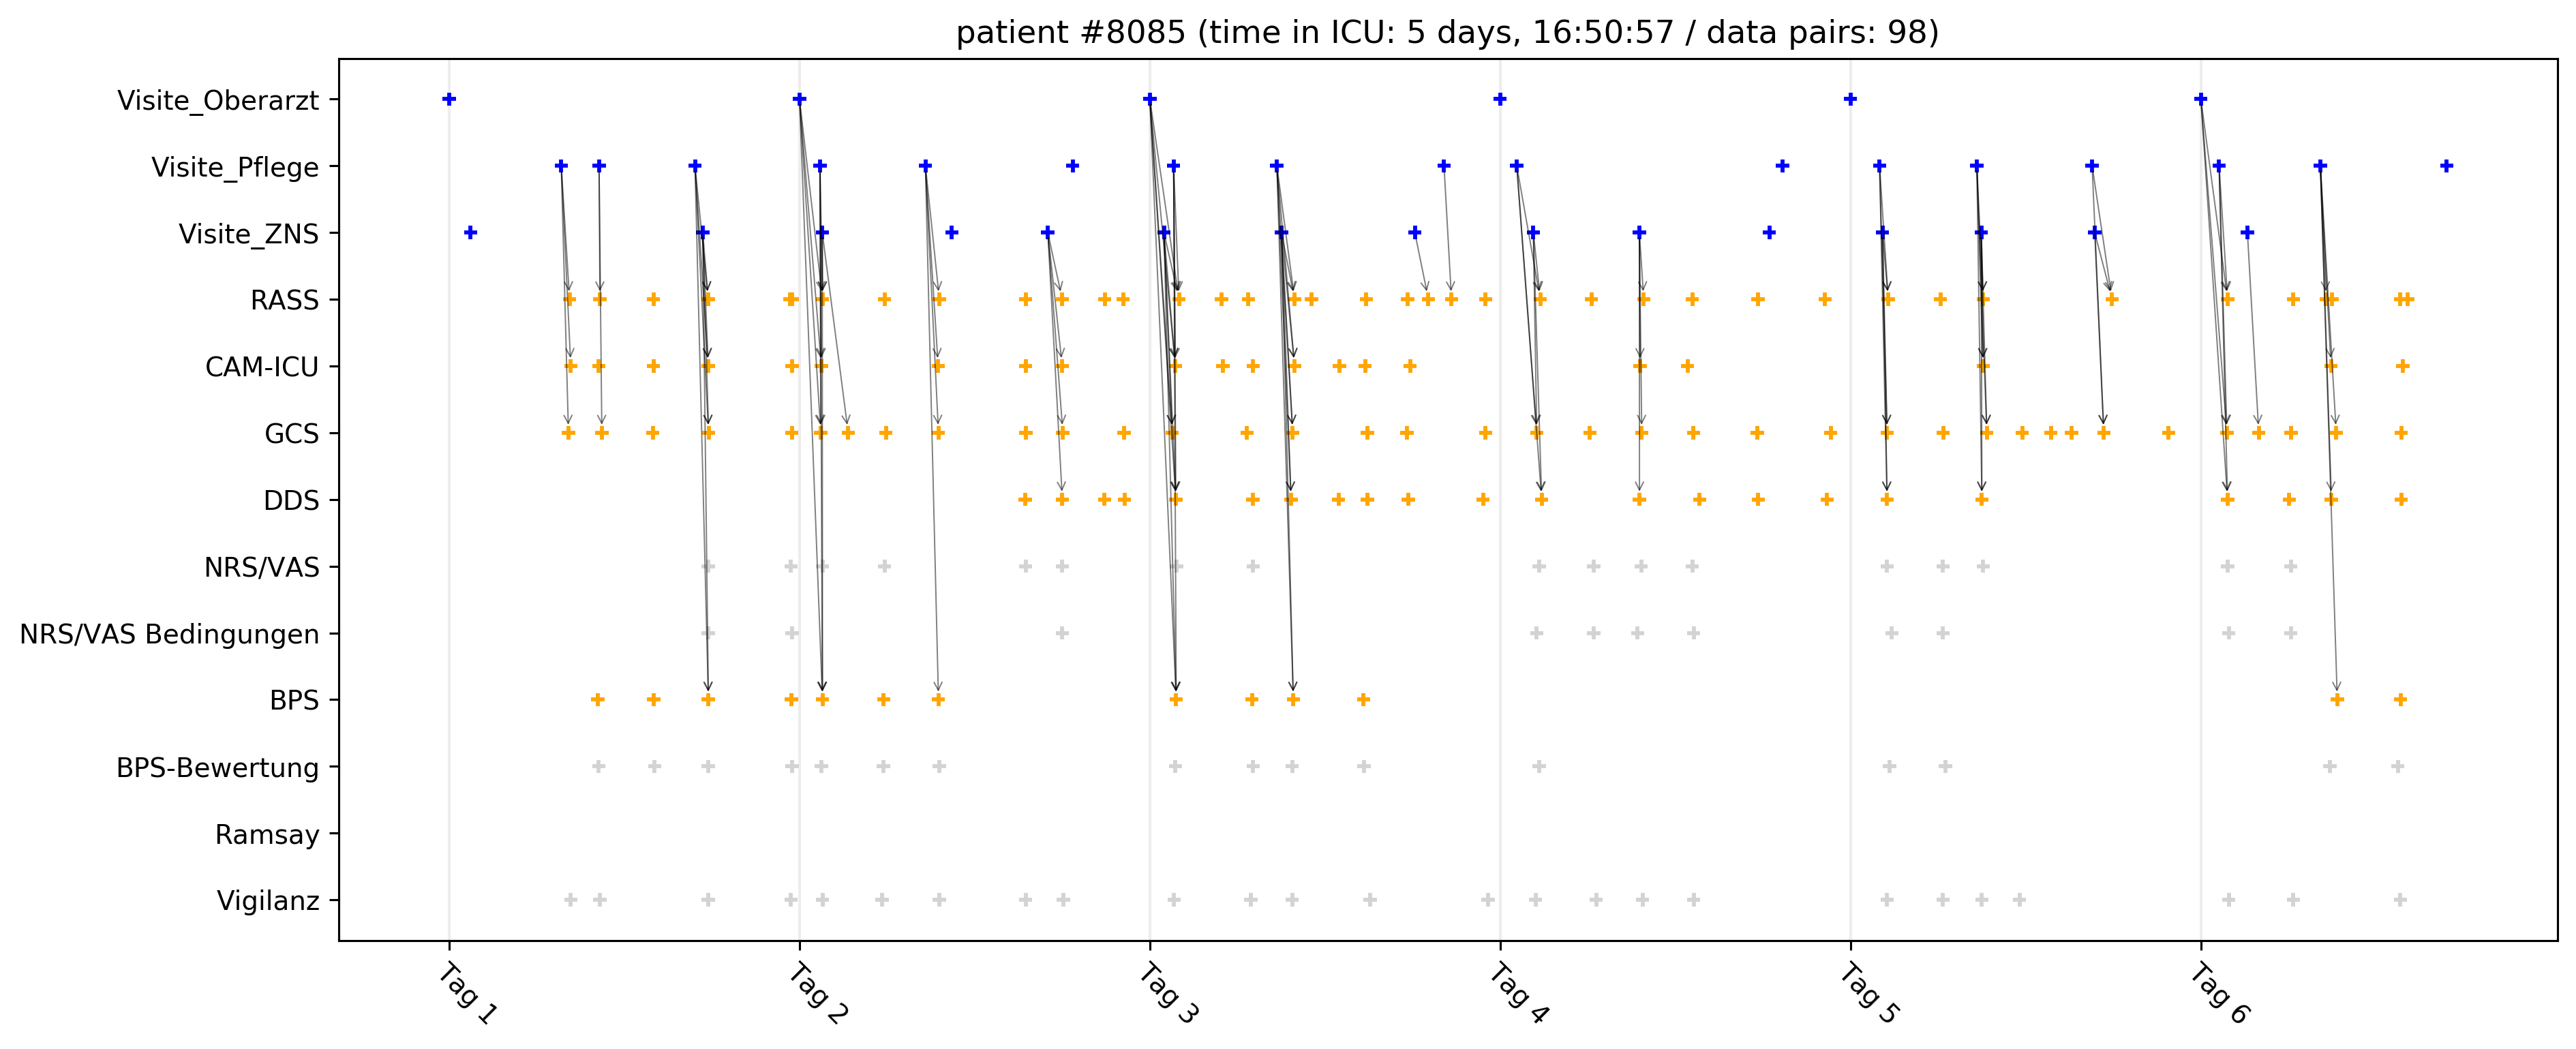 patient #8085 (time in ICU: 5 days, 16:50:57 / data pairs: 98)
Visite_Oberarzt
Visite_Pflege
Visite_ZNS
RASS
CAM-ICU
GCS
DDS
NRS/VAS
NRS/VAS Bedingungen
BPS
BPS-Bewertung
Ramsay
Vigilanz
Tag 1
Tag 2
Tag 3
Tag 4
Tag 5
Tag 6